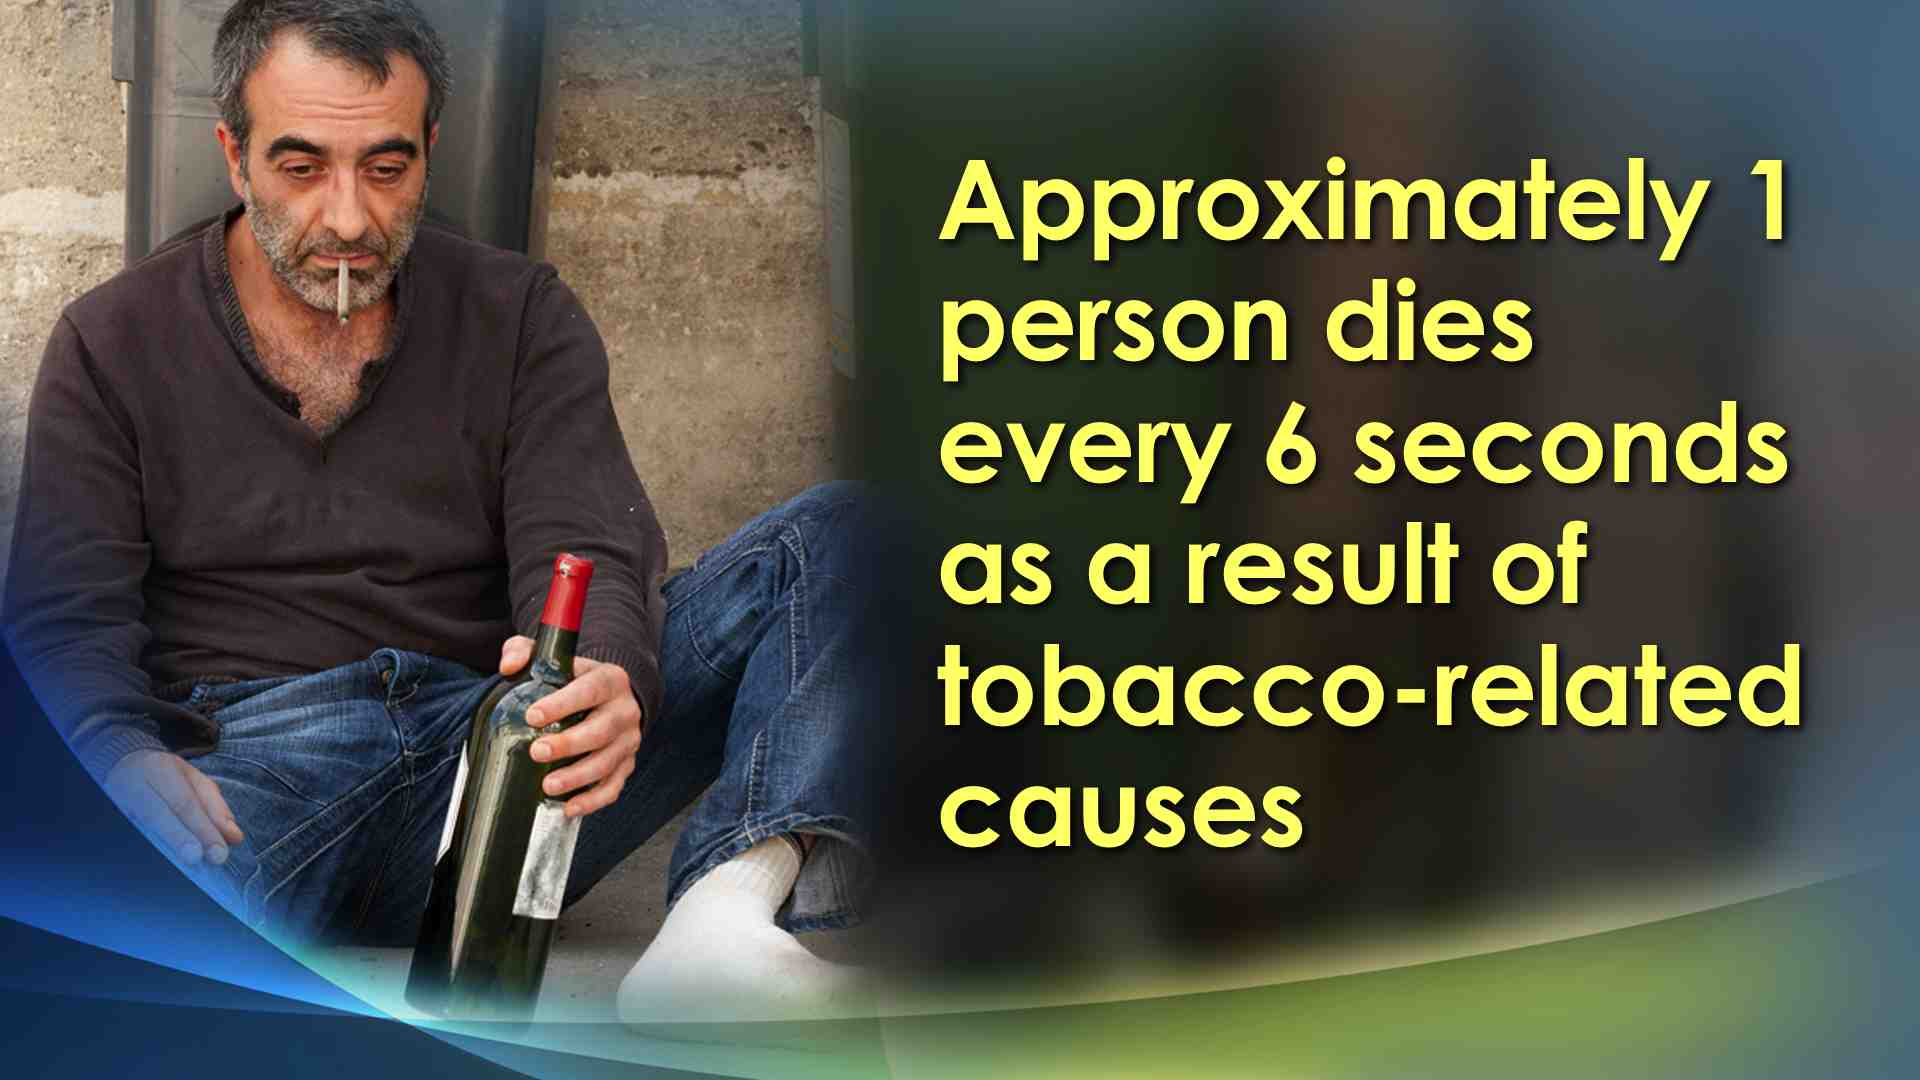 Approximately 1
person dies
every 6 seconds
as a result of
tobacco-related
causes